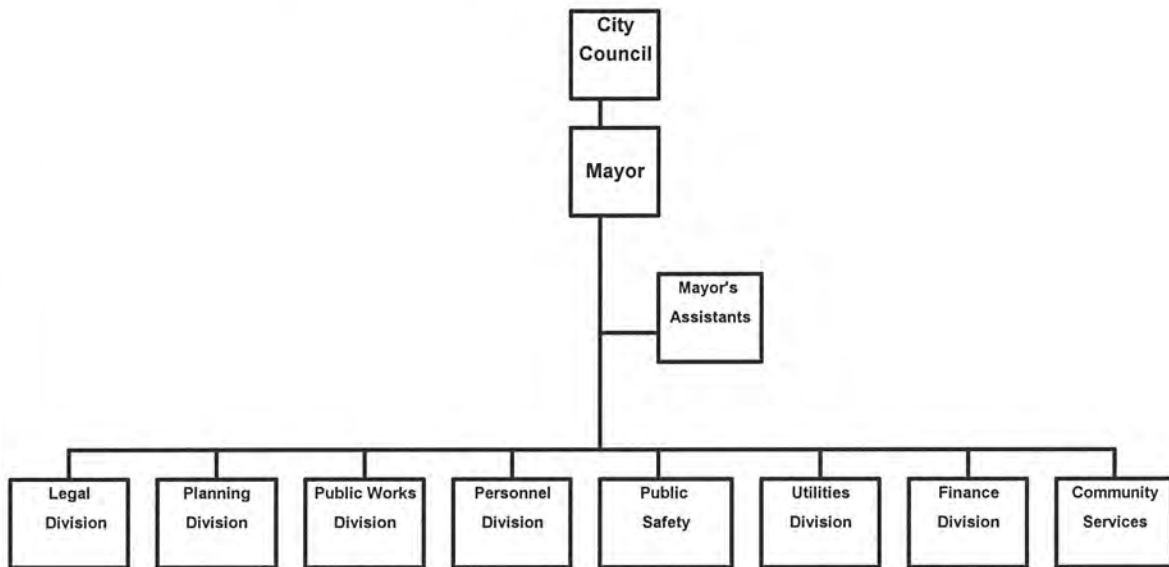 City
Council
Mayor
Mayor's
Assistants
Legal
Division
Planning
Division
Public Works
Division
Personnel
Division
Public
Safety
Utilities
Division
Finance
Division
Community
Services